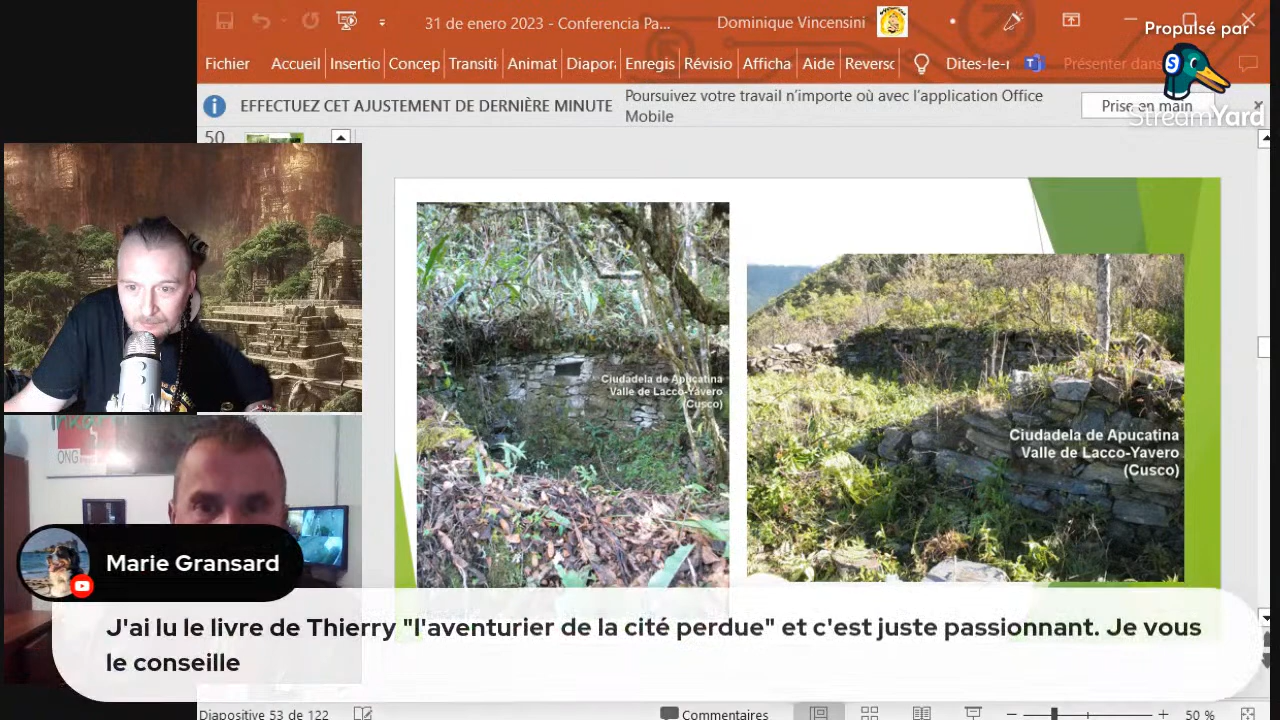 31 de enero 2023 - Conferencia Pa...
Dominique Vincensini
Propulsé par
StreamYard
S
Fichier Accueil Insertio Concep Transiti Animat Diapor Enregis Révisio Afficha Aide Reverso Dites-le-r Présenter dans
EFFECTUEZ CET AJUSTEMENT DE DERNIÈRE MINUTE
Poursuivez votre travail n'importe où avec l'application Office
Mobile
Prise en main
50
Ciudadela de Apucatina
Valle de Lacco-Yavero
(Cusco)
Ciudadela de Apucatina
Valle de Lacco-Yavero
(Cusco)
ONG
Marie Gransard
J'ai lu le livre de Thierry "l'aventurier de la cité perdue" et c'est juste passionnant. Je vous
le conseille
Diapositive 53 de 122
Commentaires
50 %